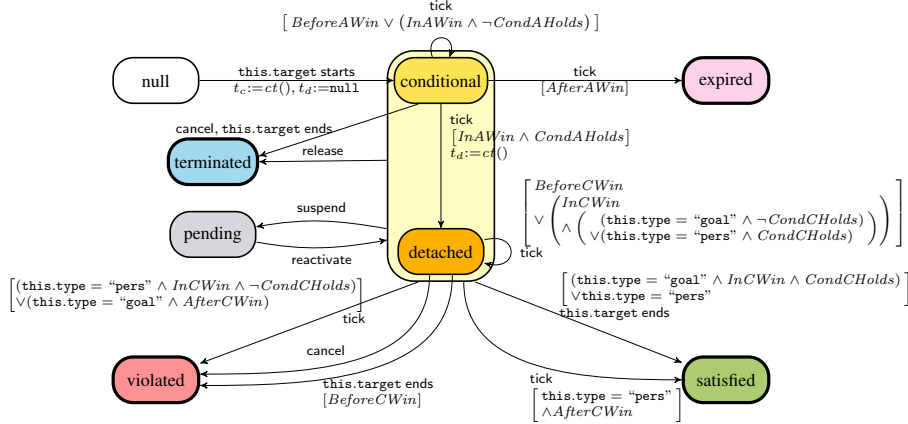 tick
[ BeforeAWin ∨ (InAWin ∧ ¬CondAHolds) ]
null
this.target starts
t_c:=ct(), t_d:=null
conditional
tick
[AfterAWin]
expired
cancel, this.target ends
tick
[InAWin ∧ CondAHolds]
t_d:=ct()
terminated
release
pending
suspend
reactivate
detached
tick
[BeforeCWin
∨ (InCWin
∧ ( (this.type = “goal” ∧ ¬CondCHolds)
∨(this.type = “pers” ∧ CondCHolds) ) ) ]
[(this.type = “pers” ∧ InCWin ∧ ¬CondCHolds)
∨(this.type = “goal” ∧ AfterCWin) ]
tick
[(this.type = “goal” ∧ InCWin ∧ CondCHolds)
∨this.type = “pers” ]
this.target ends
cancel
violated
this.target ends
[BeforeCWin]
tick
[this.type = “pers”
∧AfterCWin ]
satisfied